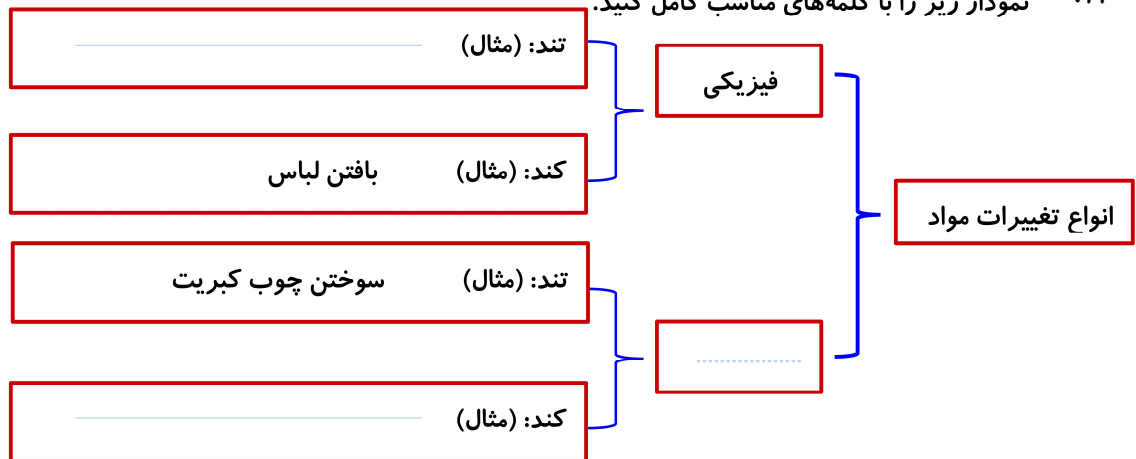 نمودار زیر را با کلمه‌های مناسب کامل کنید.
انواع تغییرات مواد
فیزیکی
تند: (مثال)
کند: (مثال) بافتن لباس
تند: (مثال) سوختن چوب کبریت
کند: (مثال)